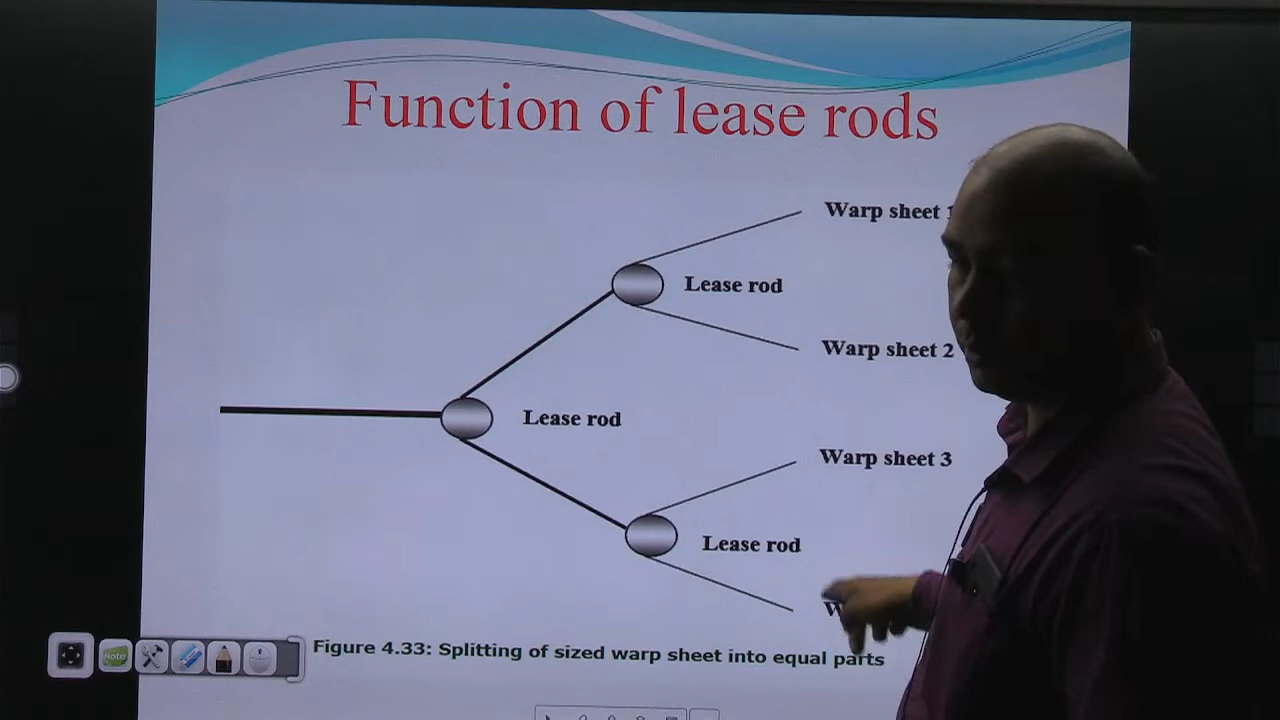 Function of lease rods
Warp sheet
Lease rod
Warp sheet 2
Lease rod
Warp sheet 3
Lease rod
Figure 4.33: Splitting of sized warp sheet into equal parts
Note